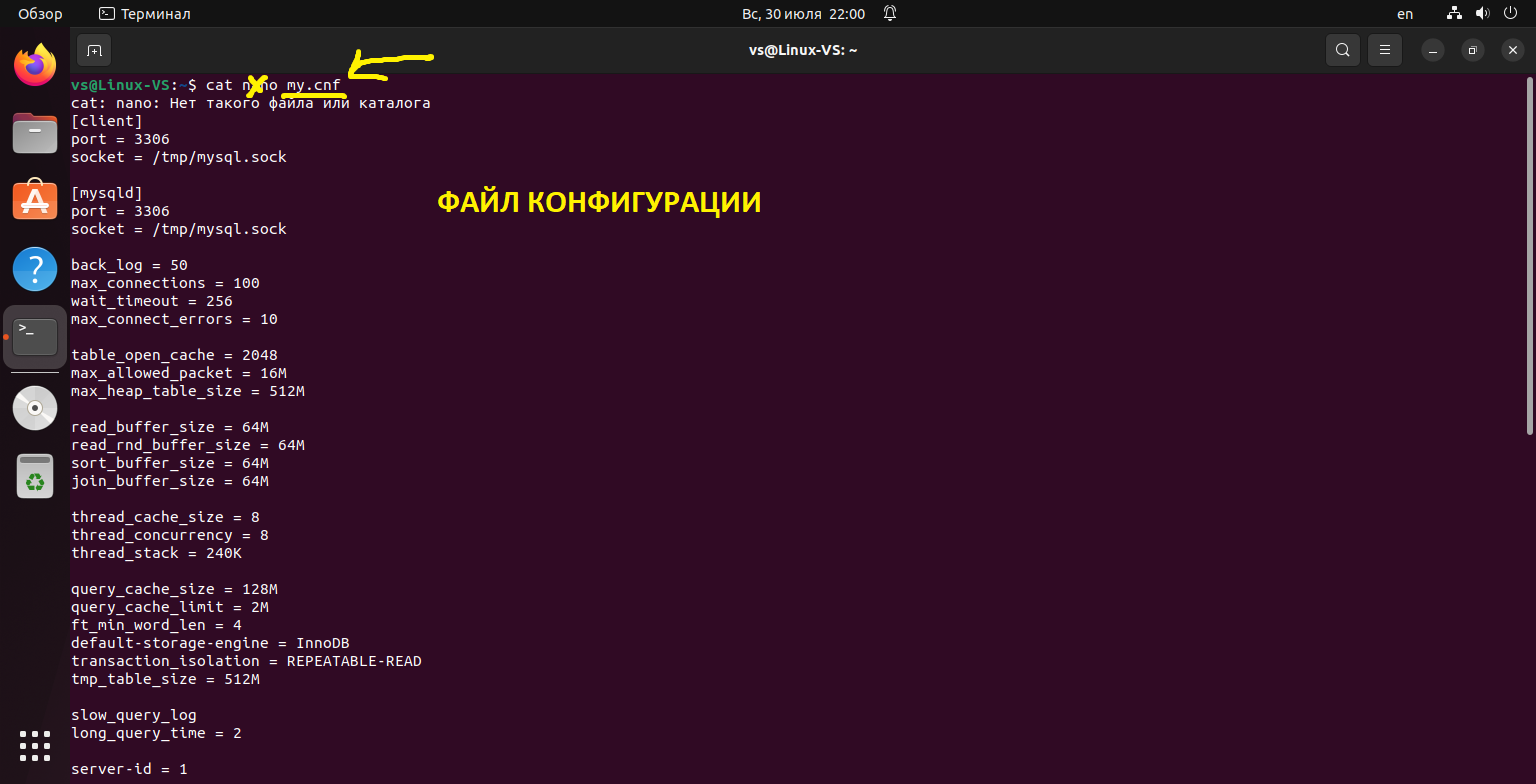 Обзор Терминал Вс, 30 июля 22:00 en
vs@Linux-VS: ~
vs@Linux-VS:~$ cat nano my.cnf
cat: nano: Нет такого файла или каталога
[client]
port = 3306
socket = /tmp/mysql.sock
[mysqld]
ФАЙЛ КОНФИГУРАЦИИ
port = 3306
socket = /tmp/mysql.sock
back_log = 50
max_connections = 100
wait_timeout = 256
max_connect_errors = 10
table_open_cache = 2048
max_allowed_packet = 16M
max_heap_table_size = 512M
read_buffer_size = 64M
read_rnd_buffer_size = 64M
sort_buffer_size = 64M
join_buffer_size = 64M
thread_cache_size = 8
thread_concurrency = 8
thread_stack = 240K
query_cache_size = 128M
query_cache_limit = 2M
ft_min_word_len = 4
default-storage-engine = InnoDB
transaction_isolation = REPEATABLE-READ
tmp_table_size = 512M
slow_query_log
long_query_time = 2
server-id = 1